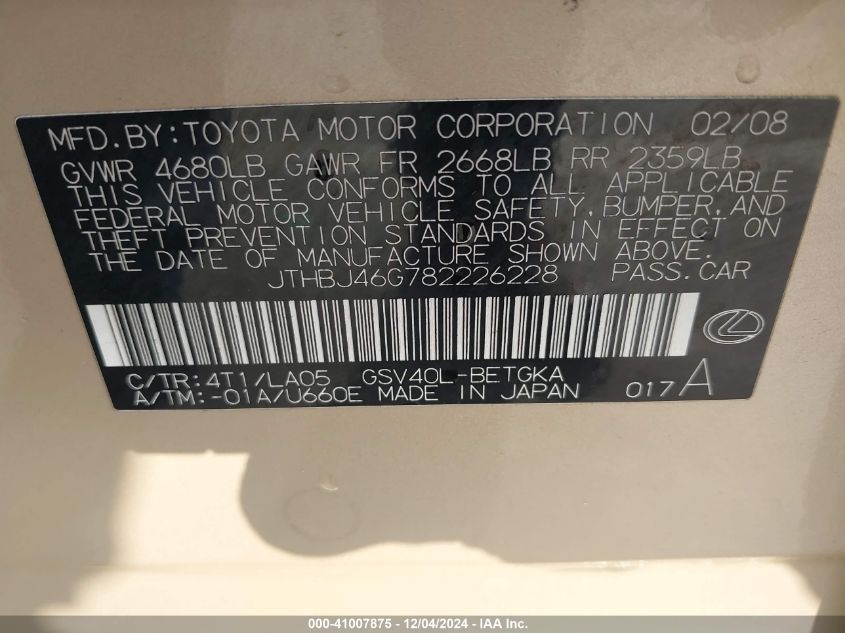 MFD.BY:TOYOTA MOTOR CORPORATION 02/08
GVWR 4680LB GAWR FR 2668LB RR 2359LB
THIS VEHICLE CONFORMS TO ALL APPLICABLE
FEDERAL MOTOR VEHICLE SAFETY,BUMPER,AND
THEFT PREVENTION STANDARDS IN EFFECT ON
THE DATE OF MANUFACTURE SHOWN ABOVE.
JTHBJ46G782226228 PASS.CAR
C/TR:4T1/LA05 GSV40L-BETGKA
A/TM:-01A/U660E MADE IN JAPAN 017A
000-41007875 - 12/04/2024 - IAA Inc.